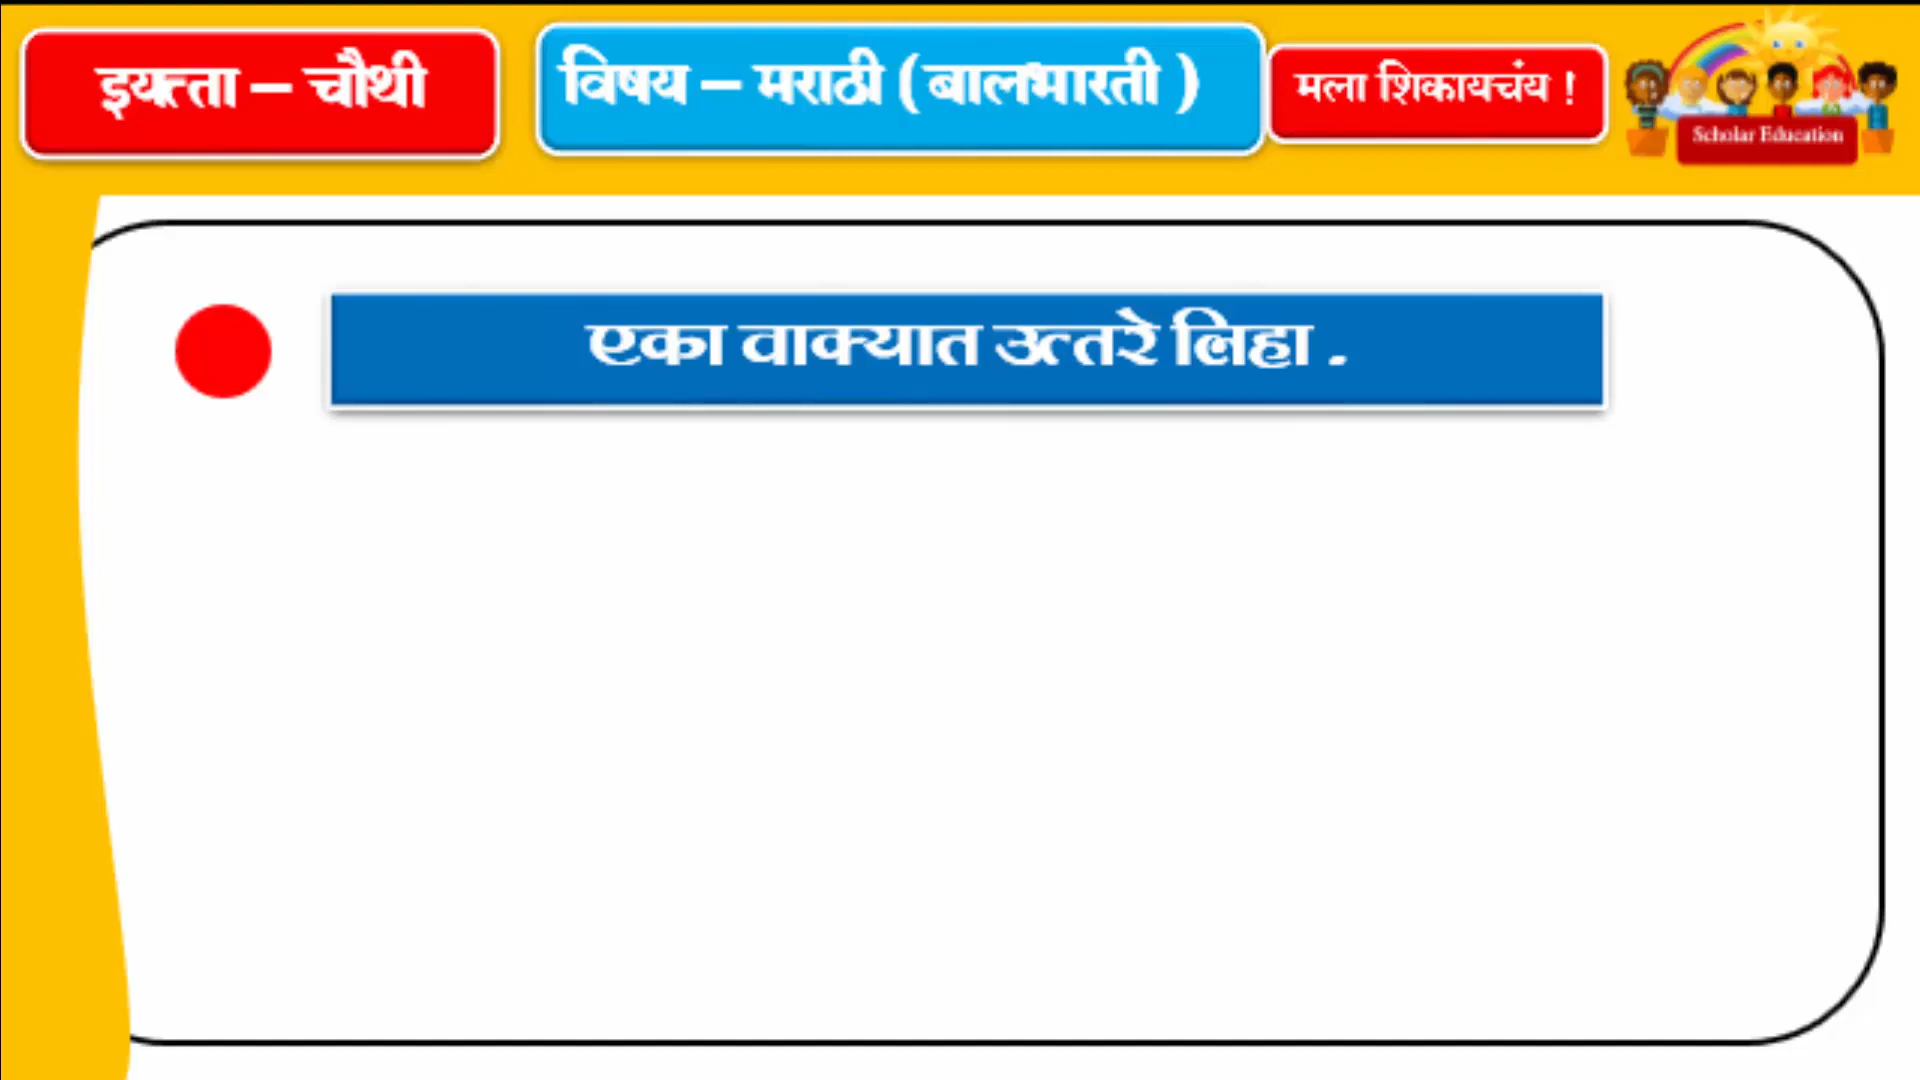 इयत्ता – चौथी
विषय – मराठी ( बालभारती )
मला शिकायचंय !
Scholar Education
एका वाक्यात उत्तरे लिहा .